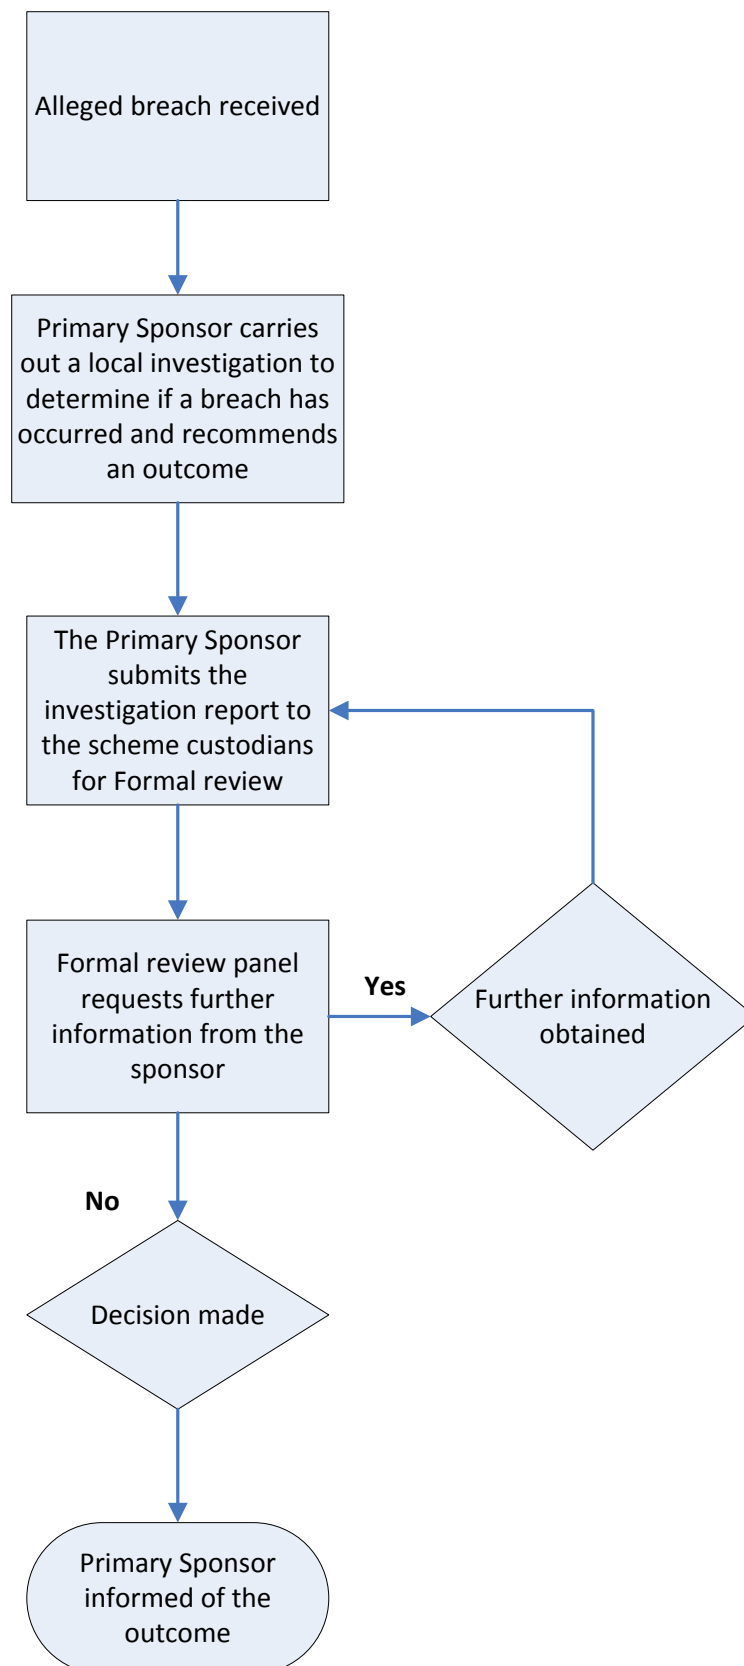 Alleged breach received
Primary Sponsor carries
out a local investigation to
determine if a breach has
occurred and recommends
an outcome
The Primary Sponsor
submits the
investigation report to
the scheme custodians
for Formal review
Formal review panel
requests further
information from the
sponsor
Yes
Further information
obtained
No
Decision made
Primary Sponsor
informed of the
outcome